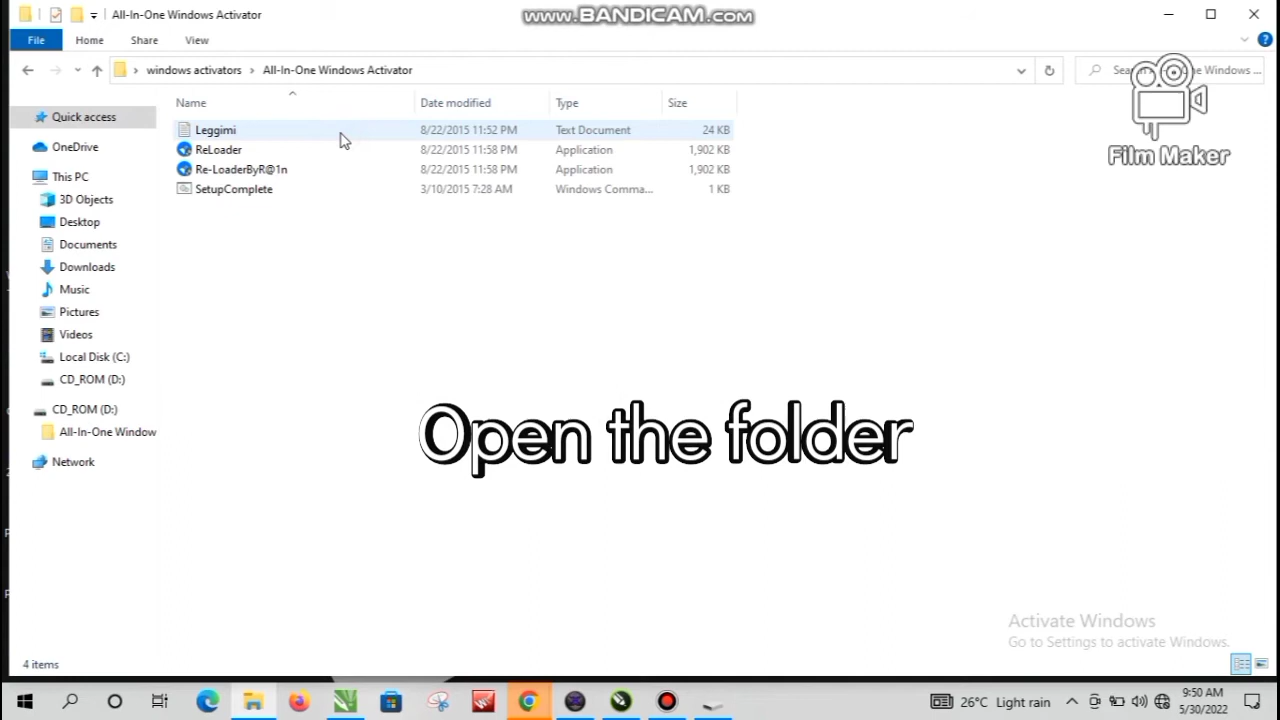 All-In-One Windows Activator
www.BANDICAM.com
File Home Share View
windows activators All-In-One Windows Activator
Film Maker
Name Date modified Type Size
Leggimi 8/22/2015 11:52 PM Text Document 24 KB
ReLoader 8/22/2015 11:58 PM Application 1,902 KB
Re-LoaderByR@1n 8/22/2015 11:58 PM Application 1,902 KB
SetupComplete 3/10/2015 7:28 AM Windows Comma... 1 KB
Quick access
OneDrive
This PC
3D Objects
Desktop
Documents
Downloads
Music
Pictures
Videos
Local Disk (C:)
CD_ROM (D:)
CD_ROM (D:)
All-In-One Window
Network
Open the folder
Activate Windows
Go to Settings to activate Windows.
4 items
26°C Light rain
9:50 AM
5/30/2022